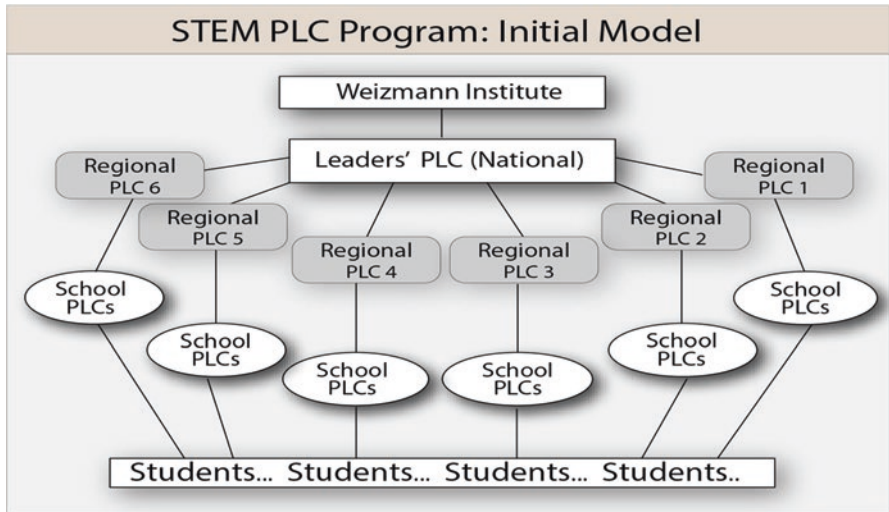 STEM PLC Program: Initial Model
Weizmann Institute
Leaders' PLC (National)
Regional
PLC 6
Regional
PLC 1
Regional
PLC 5
Regional
PLC 2
Regional
PLC 4
Regional
PLC 3
School
PLCs
School
PLCs
School
PLCs
School
PLCs
School
PLCs
School
PLCs
Students... Students... Students... Students..